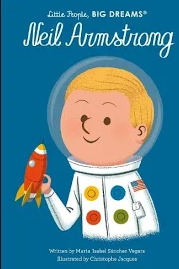 Little People, BIG DREAMS®
Neil Armstrong
Written by Maria Isabel Sánchez Vegara
Illustrated by Christophe Jacques